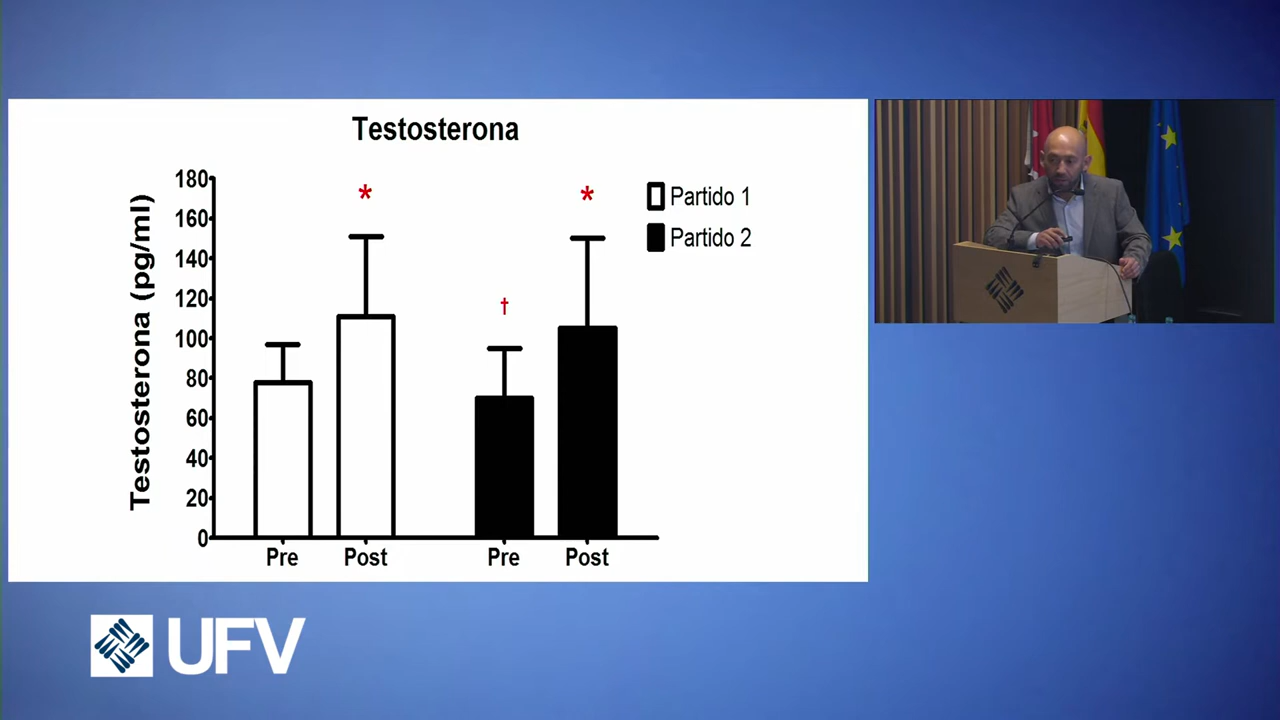 Testosterona
Testosterona (pg/ml)
180
160
140
120
100
80
60
40
20
0
*
*
†
Partido 1
Partido 2
Pre
Post
Pre
Post
UFV